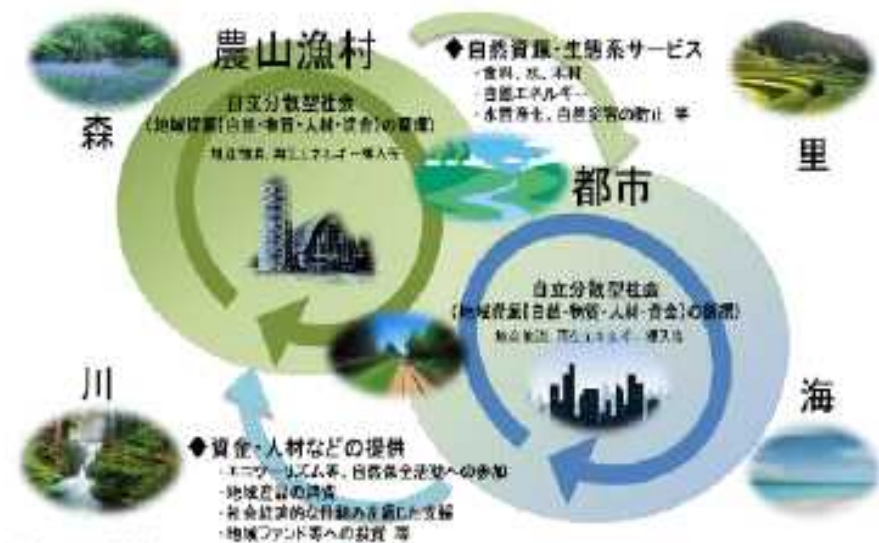 農山漁村
森
自立分散型社会
(地域資源[自然・物質・人材・資金]の循環)
◆自然資源・生態系サービス
・食料、水、木材
・自然エネルギー
・水質浄化、自然災害の防止 等
里
都市
自立分散型社会
(地域資源[自然・物質・人材・資金]の循環)
川
海
◆資金・人材などの提供
・エコツーリズム等、自然保全活動への参加
・地域産品の消費
・社会経済的な仕組みを通じた支援
・地域ファンド等への投資 等